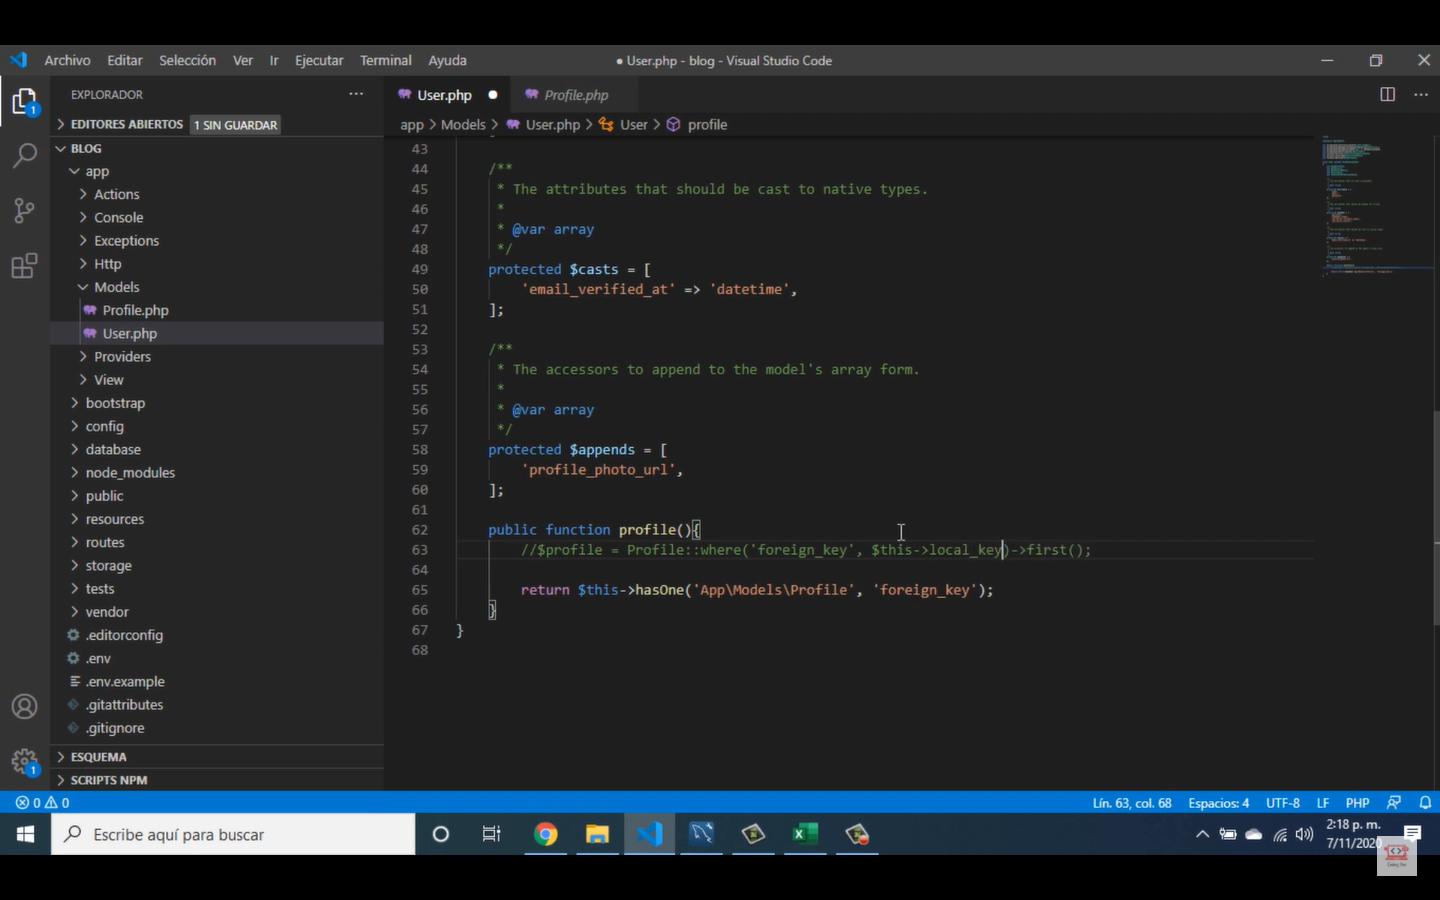 Archivo Editar Selección Ver Ir Ejecutar Terminal Ayuda
● User.php - blog - Visual Studio Code
EXPLORADOR
EDITORES ABIERTOS 1 SIN GUARDAR
BLOG
app
Actions
Console
Exceptions
Http
Models
Profile.php
User.php
Providers
View
bootstrap
config
database
node_modules
public
resources
routes
storage
tests
vendor
.editorconfig
.env
.env.example
.gitattributes
.gitignore
ESQUEMA
SCRIPTS NPM
1
1
User.php ● Profile.php
app > Models > User.php > User > profile
43
44 /**
45 * The attributes that should be cast to native types.
46 *
47 * @var array
48 */
49 protected $casts = [
50 'email_verified_at' => 'datetime',
51 ];
52
53 /**
54 * The accessors to append to the model's array form.
55 *
56 * @var array
57 */
58 protected $appends = [
59 'profile_photo_url',
60 ];
61
62 public function profile(){
63 //$profile = Profile::where('foreign_key', $this->local_key)->first();
64
65 return $this->hasOne('App\Models\Profile', 'foreign_key');
66 }
67 }
68
0 0
Lín. 63, col. 68 Espacios: 4 UTF-8 LF PHP
Escribe aquí para buscar
2:18 p. m.
7/11/2020